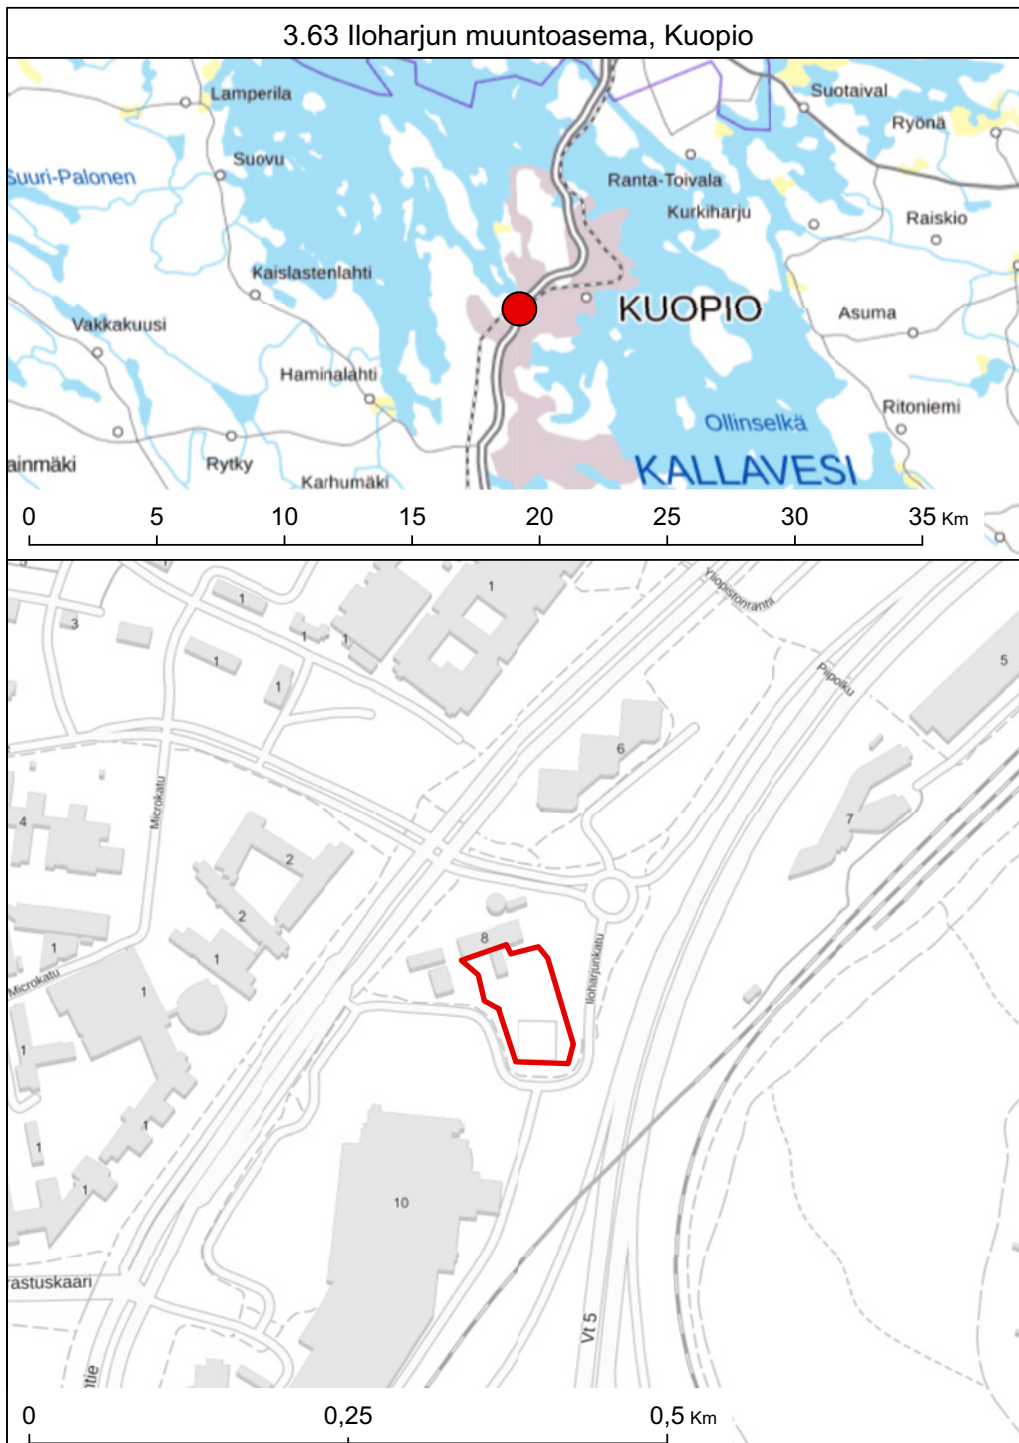 3.63 Iloharjun muuntoasema, Kuopio
Lamperila
Suotaival
Ryönä
Suovu
Suuri-Palonen
Ranta-Toivala
Kurkiharju
Raiskio
Kaislastenlahti
KUOPIO
Asuma
Vakkakuusi
Haminalahti
Ritoniemi
Ollinselkä
ainmäki
Rytky
KALLAVESI
Karhumäki
0 5 10 15 20 25 30 35 Km
Yliopistonranta
1
1
1
1
3
1
1
1
5
Piipolku
6
Microkatu
7
4
2
2
8
1
1
Iloharjunkatu
Microkatu
1
1
1
1
1
10
rastuskaari
Vt 5
ntie
0 0,25 0,5 Km